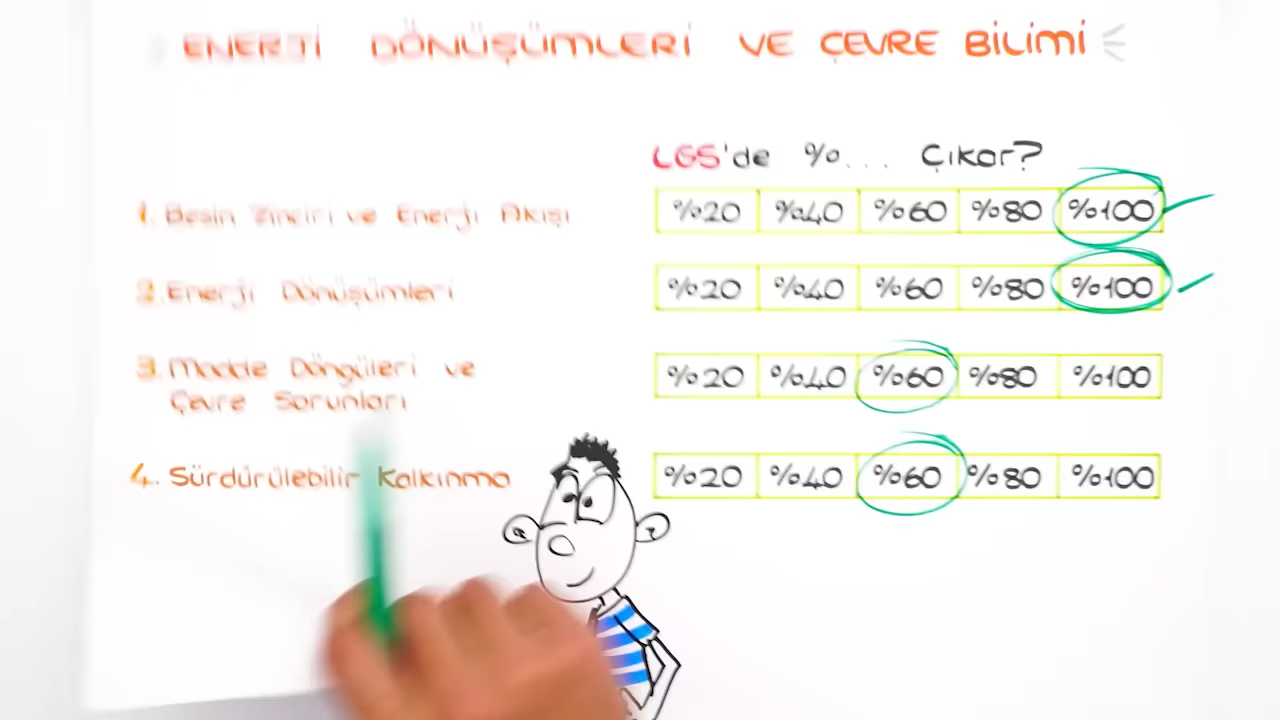 ENERJİ DÖNÜŞÜMLERİ VE ÇEVRE BİLİMİ
LGS'de %... Çıkar?
1. Besin Zinciri ve Enerji Akışı
%20 %40 %60 %80 %100
2. Enerji Dönüşümleri
%20 %40 %60 %80 %100
3. Madde Döngüleri ve
Çevre Sorunları
%20 %40 %60 %80 %100
4. Sürdürülebilir Kalkınma
%20 %40 %60 %80 %100